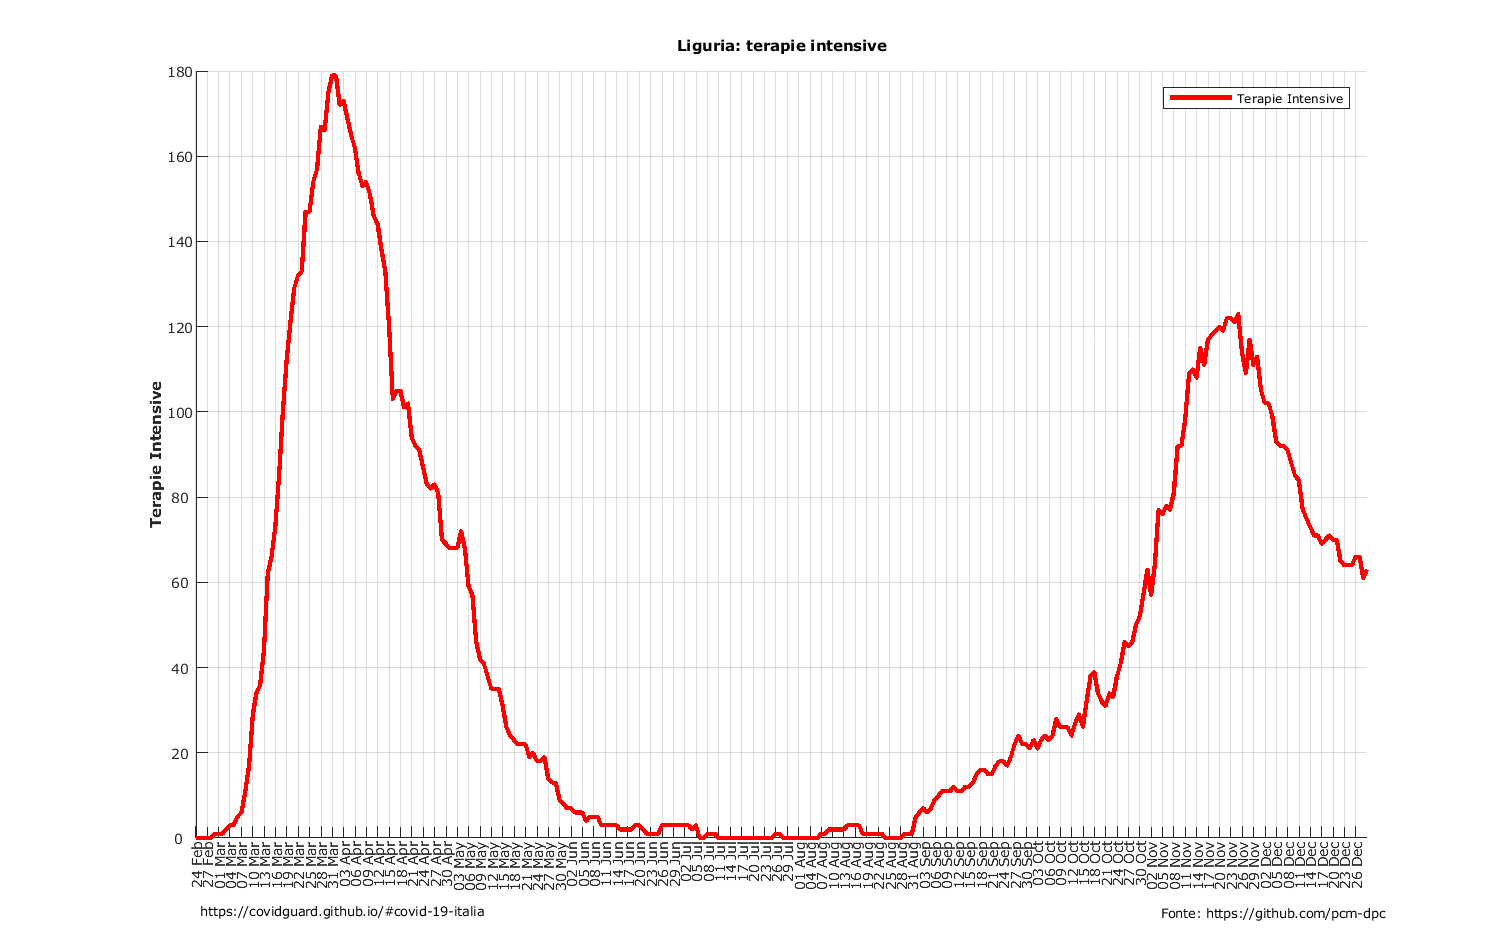 Liguria: terapie intensive
Terapie Intensive
Terapie Intensive
180
160
140
120
100
80
60
40
20
0
24 Feb
27 Feb
01 Mar
04 Mar
07 Mar
10 Mar
13 Mar
16 Mar
19 Mar
22 Mar
25 Mar
28 Mar
31 Mar
03 Apr
06 Apr
09 Apr
12 Apr
15 Apr
18 Apr
21 Apr
24 Apr
27 Apr
30 Apr
03 May
06 May
09 May
12 May
15 May
18 May
21 May
24 May
27 May
30 May
02 Jun
05 Jun
08 Jun
11 Jun
14 Jun
17 Jun
20 Jun
23 Jun
26 Jun
29 Jun
02 Jul
05 Jul
08 Jul
11 Jul
14 Jul
17 Jul
20 Jul
23 Jul
26 Jul
29 Jul
01 Aug
04 Aug
07 Aug
10 Aug
13 Aug
16 Aug
19 Aug
22 Aug
25 Aug
28 Aug
31 Aug
03 Sep
06 Sep
09 Sep
12 Sep
15 Sep
18 Sep
21 Sep
24 Sep
27 Sep
30 Sep
03 Oct
06 Oct
09 Oct
12 Oct
15 Oct
18 Oct
21 Oct
24 Oct
27 Oct
30 Oct
02 Nov
05 Nov
08 Nov
11 Nov
14 Nov
17 Nov
20 Nov
23 Nov
26 Nov
29 Nov
02 Dec
05 Dec
08 Dec
11 Dec
14 Dec
17 Dec
20 Dec
23 Dec
26 Dec
https://covidguard.github.io/#covid-19-italia
Fonte: https://github.com/pcm-dpc